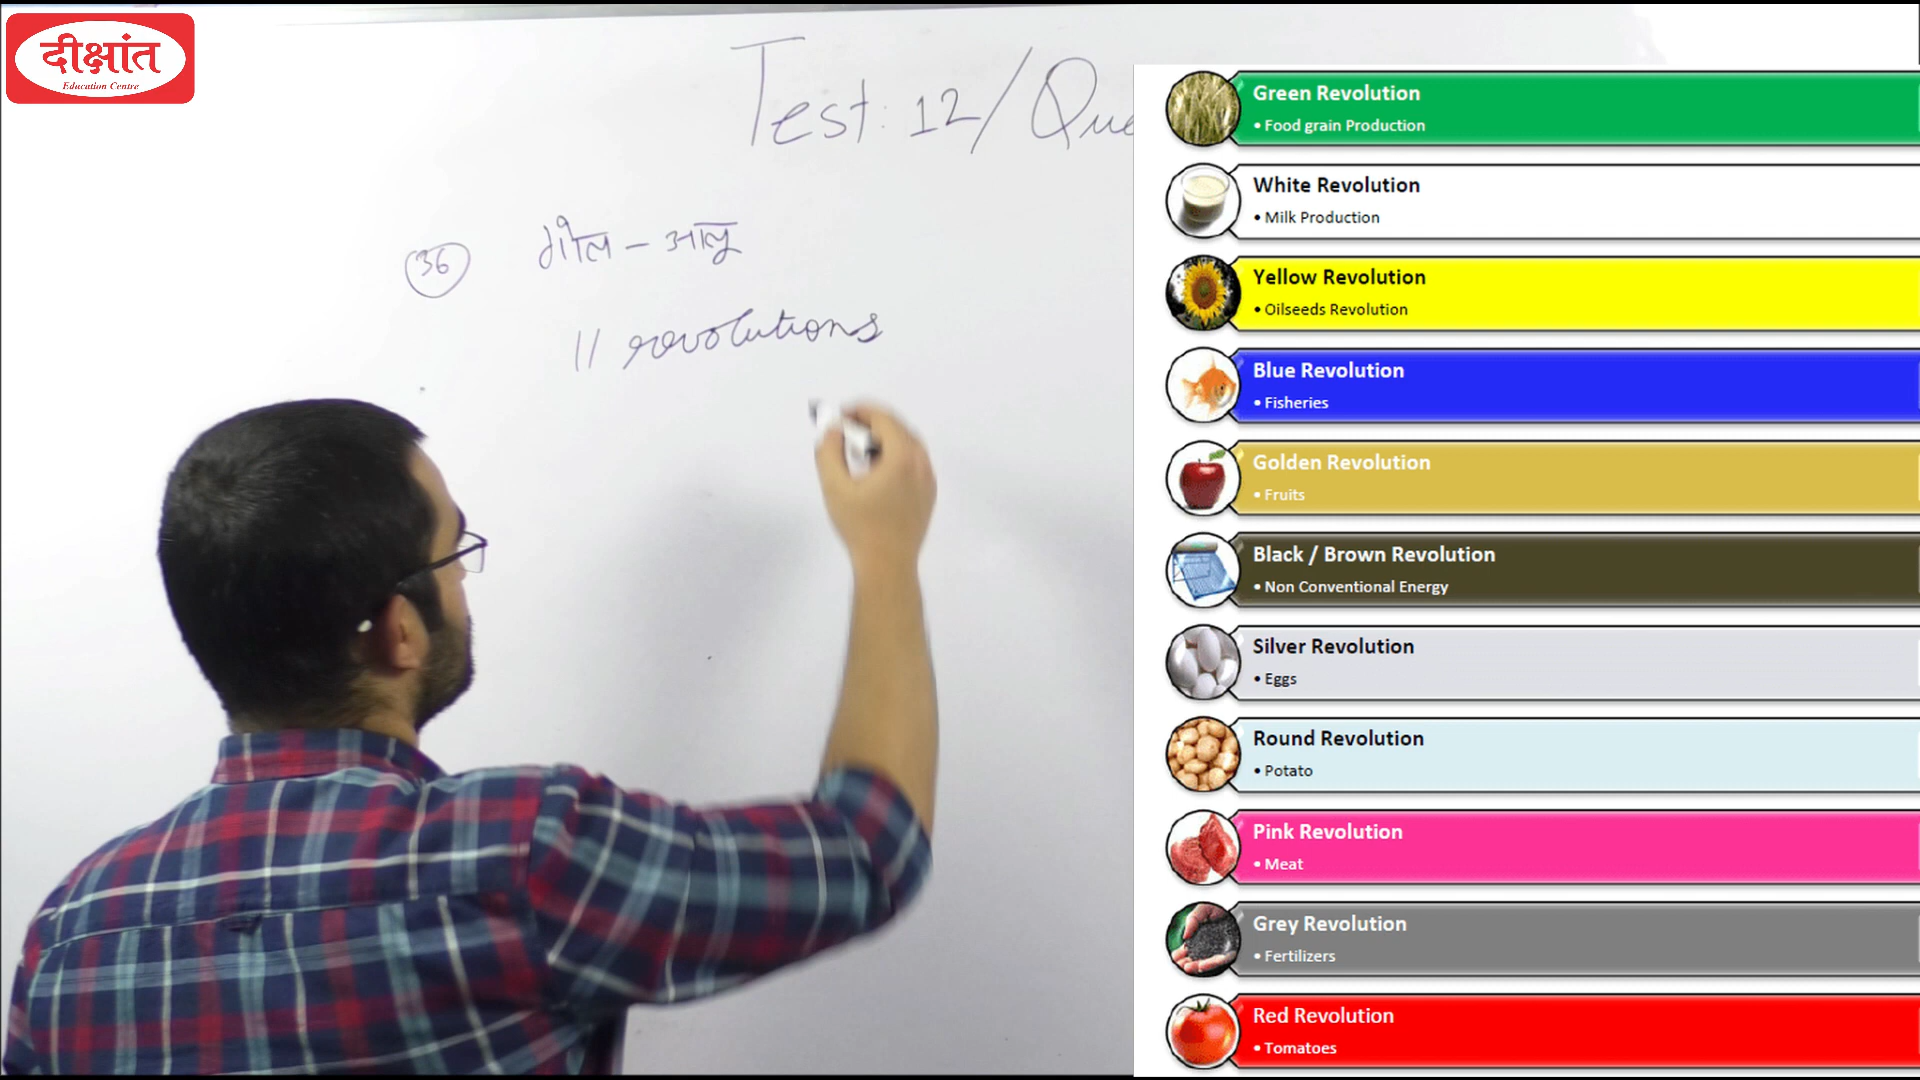 दीक्षांत
Education Centre
Test: 12/Que
36 गोल - आलू
11 revolutions
Green Revolution
• Food grain Production
White Revolution
• Milk Production
Yellow Revolution
• Oilseeds Revolution
Blue Revolution
• Fisheries
Golden Revolution
• Fruits
Black / Brown Revolution
• Non Conventional Energy
Silver Revolution
• Eggs
Round Revolution
• Potato
Pink Revolution
• Meat
Grey Revolution
• Fertilizers
Red Revolution
• Tomatoes